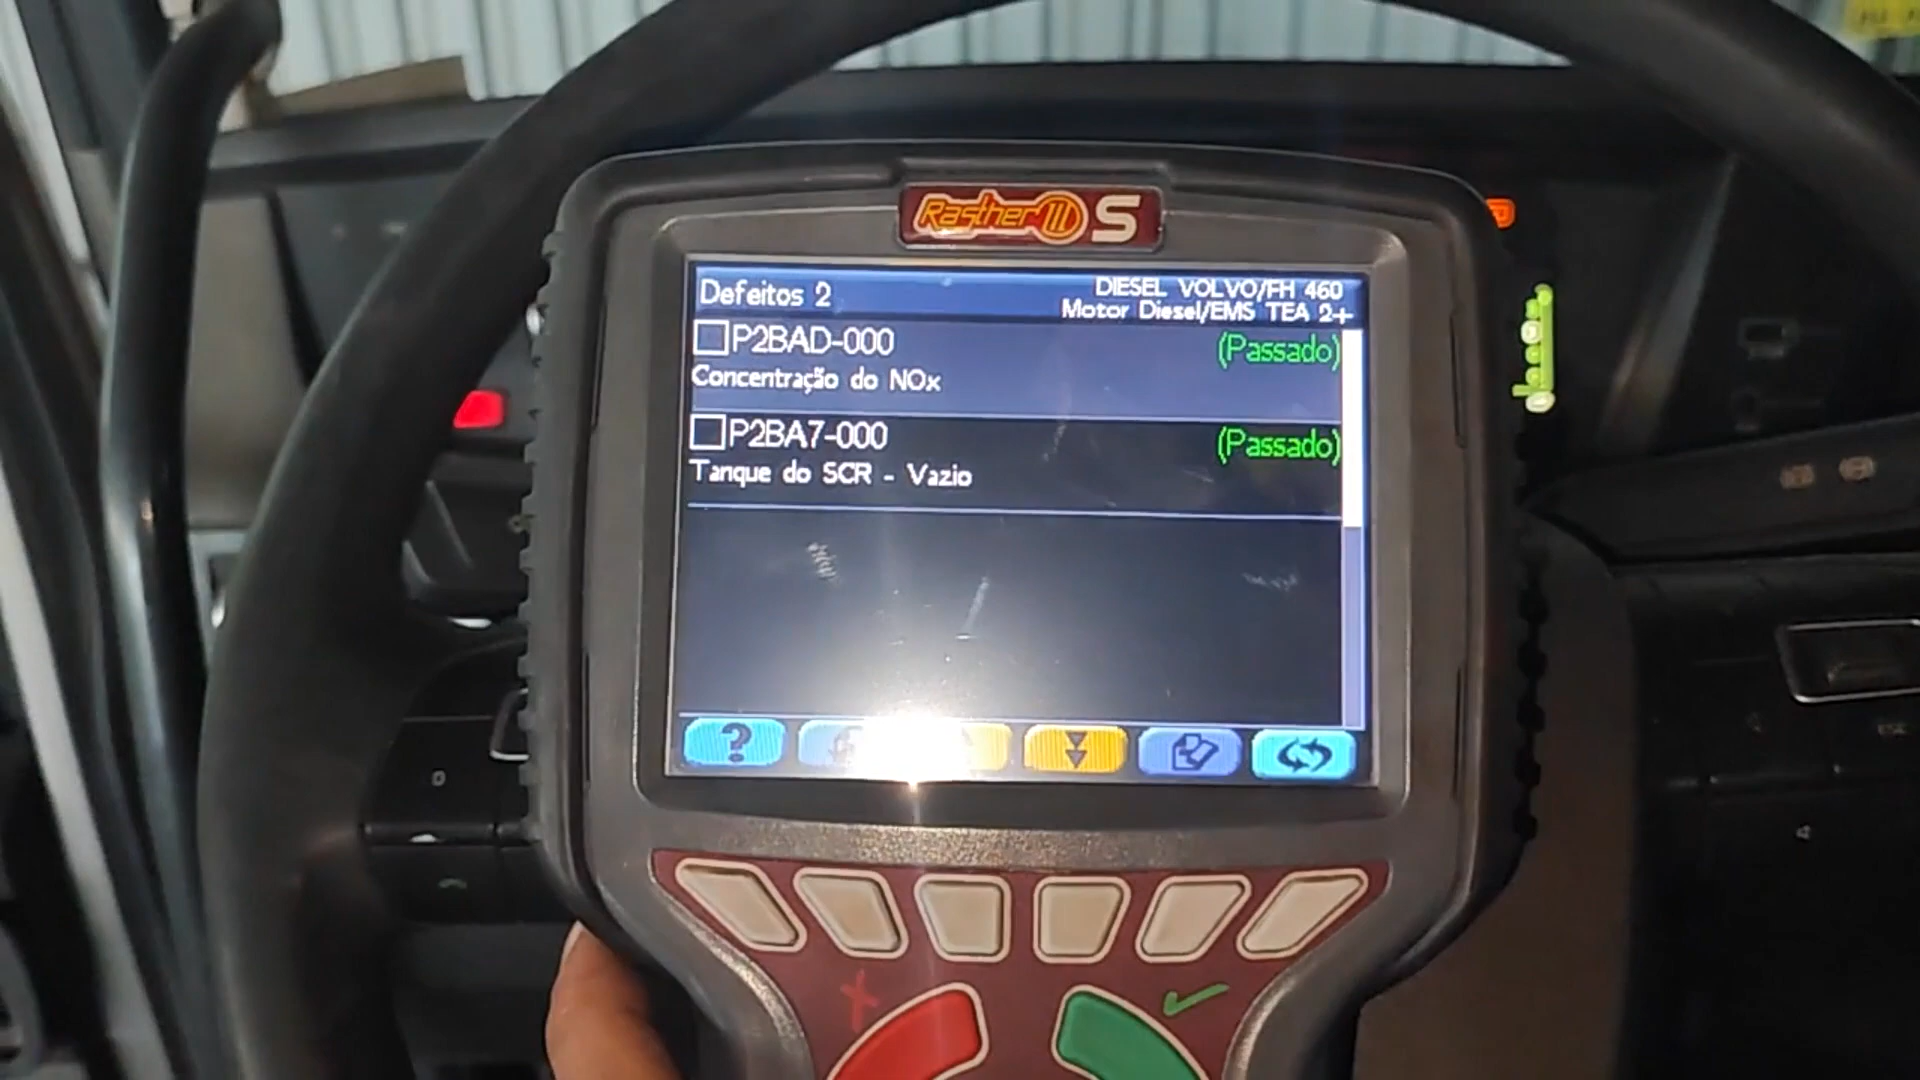 Rasther III S
Defeitos 2
DIESEL VOLVO/FH 460
Motor Diesel/EMS TEA 2+
P2BAD-000
(Passado)
Concentração do NOx
P2BA7-000
(Passado)
Tanque do SCR - Vazio
?
0